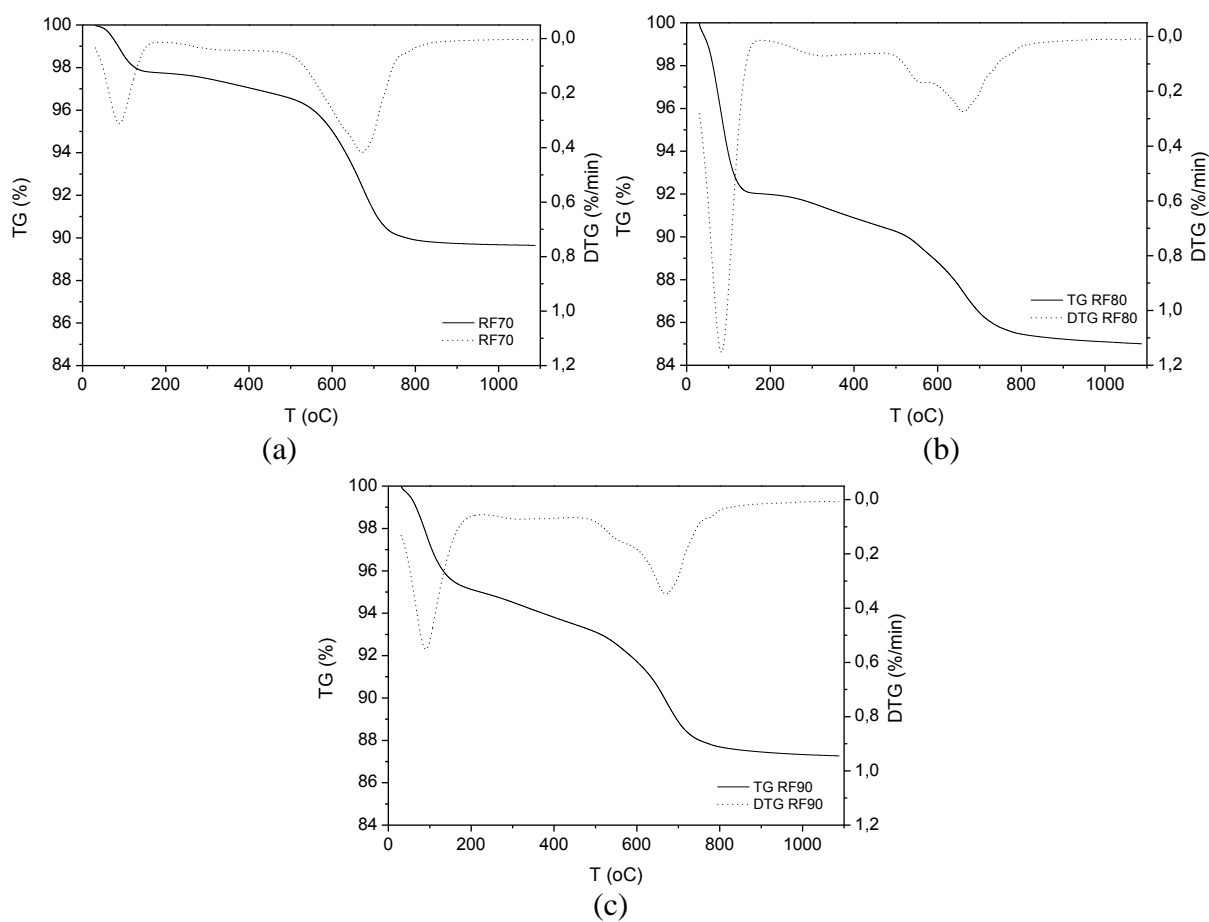 100
98
96
94
92
90
88
86
84
TG (%)
0,0
0,2
0,4
0,6
0,8
1,0
1,2
DTG (%/min)
RF70
RF70
0 200 400 600 800 1000
T (oC)
(a)
100
98
96
94
92
90
88
86
84
TG (%)
0,0
0,2
0,4
0,6
0,8
1,0
1,2
DTG (%/min)
TG RF80
DTG RF80
0 200 400 600 800 1000
T (oC)
(b)
100
98
96
94
92
90
88
86
84
TG (%)
0,0
0,2
0,4
0,6
0,8
1,0
1,2
DTG (%/min)
TG RF90
DTG RF90
0 200 400 600 800 1000
T (oC)
(c)